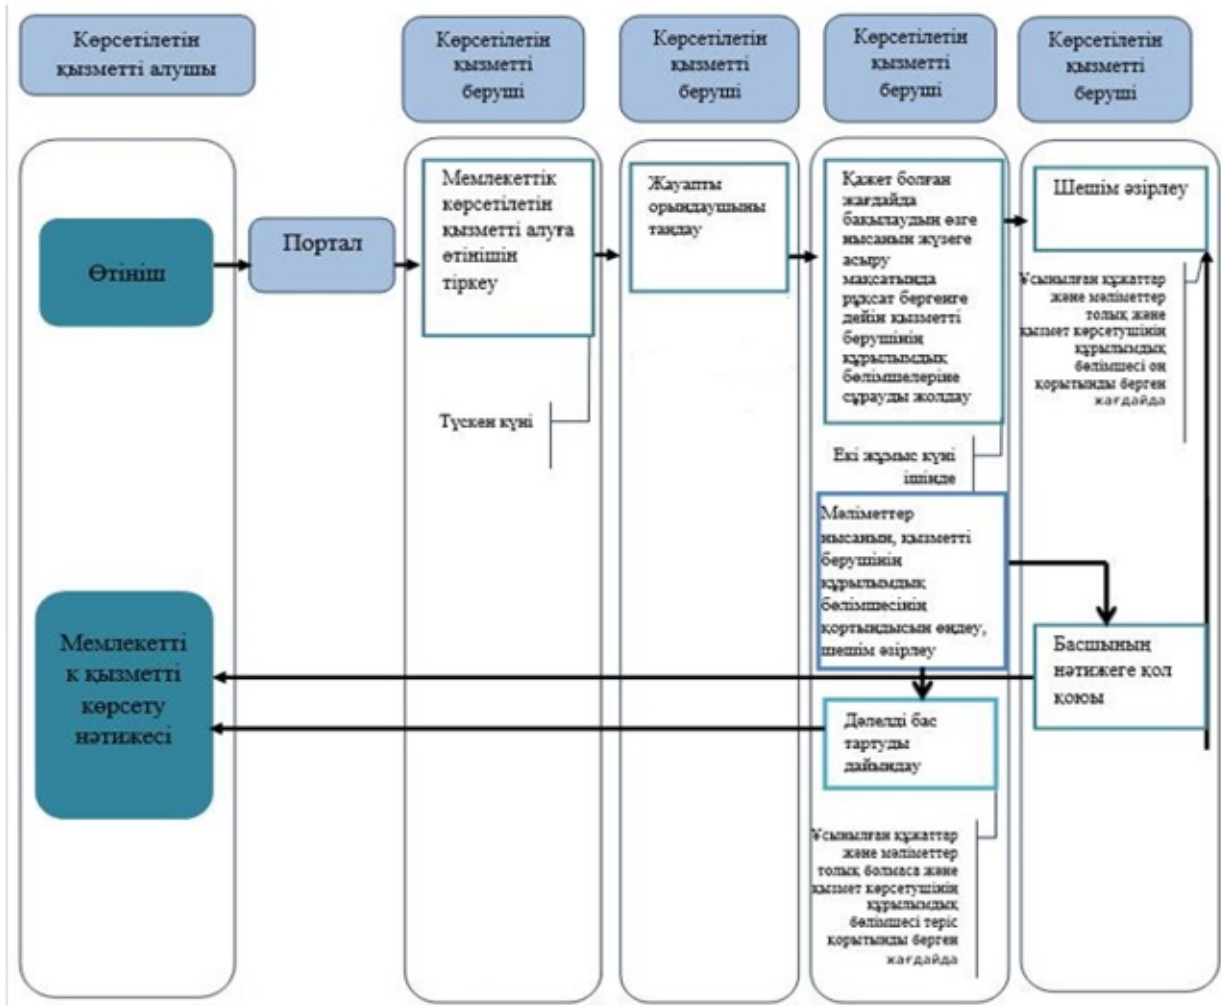 Көрсетілетін
қызметті алушы
Көрсетілетін
қызметті
беруші
Көрсетілетін
қызметті
беруші
Көрсетілетін
қызметті
беруші
Көрсетілетін
қызметті
беруші
Өтініш
Портал
Мемлекеттік
көрсетілетін
қызметті алуға
өтінішін
тіркеу
Түскен күні
Жауапты
орындаушыны
таңдау
Қажет болған
жағдайда
бақылаудын өзге
нысанын жүзеге
асыру
мақсатында
рұқсат бергенге
дейін қызметті
берушінің
құрылымдық
бөлімшелеріне
сұрауды жолдау
Екі жұмыс күні
ішінде
Шешім әзірлеу
Ұсынылған құжаттар
және мәліметтер
толық және
қызмет көрсетушінің
құрылымдық
бөлімшесі оң
қорытынды берген
жағдайда
Мәліметтер
нысанын, қызметті
берушінің
құрылымдық
бөлімшесінің
қортындысын өңдеу,
шешім әзірлеу
Мемлекетті
к қызметті
көрсету
нәтижесі
Басшының
нәтижеге қол
қоюы
Дәлелді бас
тартуды
дайындау
Ұсынылған құжаттар
және мәліметтер
толық болмаса және
қызмет көрсетушінің
құрылымдық
бөлімшесі теріс
қорытынды берген
жағдайда